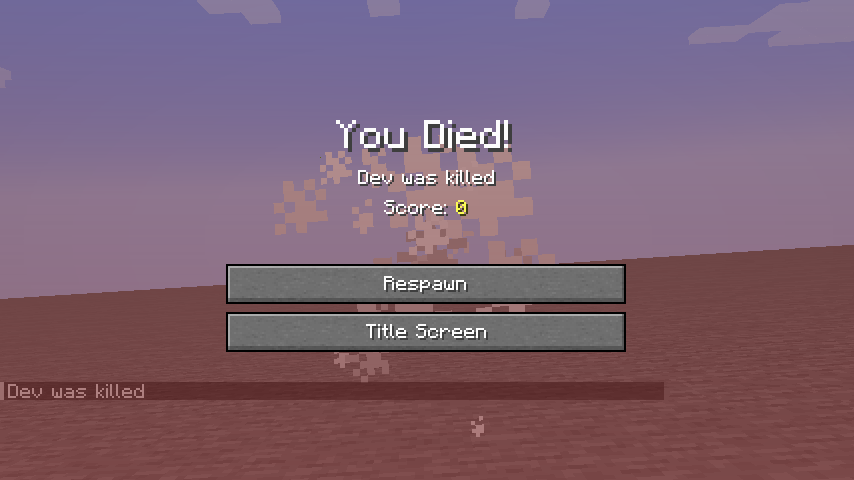 You Died!
Dev was killed
Score: 0
Respawn
Title Screen
Dev was killed